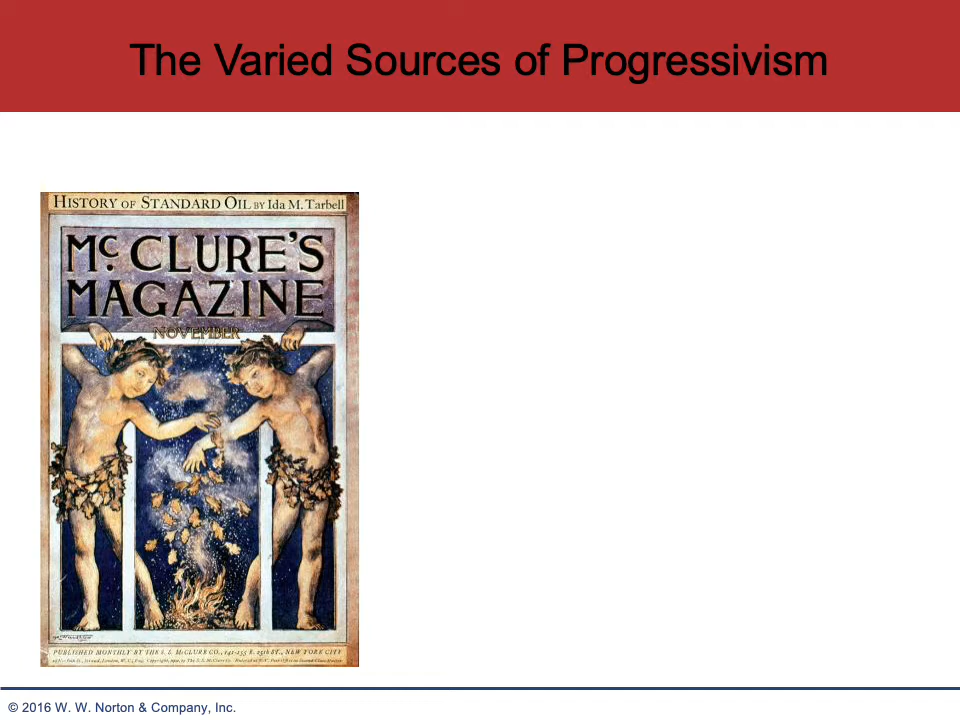 The Varied Sources of Progressivism
HISTORY OF STANDARD OIL BY Ida M. Tarbell
McCLURE'S
MAGAZINE
NOVEMBER
PUBLISHED MONTHLY BY THE S. S. McCLURE CO., 141-155 E. 25th ST., NEW YORK CITY
© 2016 W. W. Norton & Company, Inc.